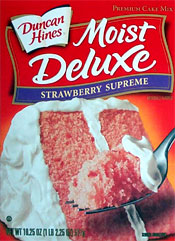 PREMIUM CAKE MIX
Duncan
Hines
Moist
Deluxe
STRAWBERRY SUPREME
NET WT 18.25 OZ (1 LB 2.25 OZ)